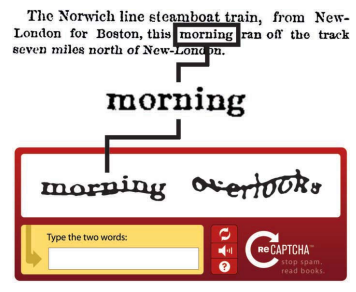 The Norwich line steamboat train, from New-
London for Boston, this morning ran off the track
seven miles north of New-London.
morning
morning overlooks
Type the two words:
ReCAPTCHA™
stop spam.
read books.
?